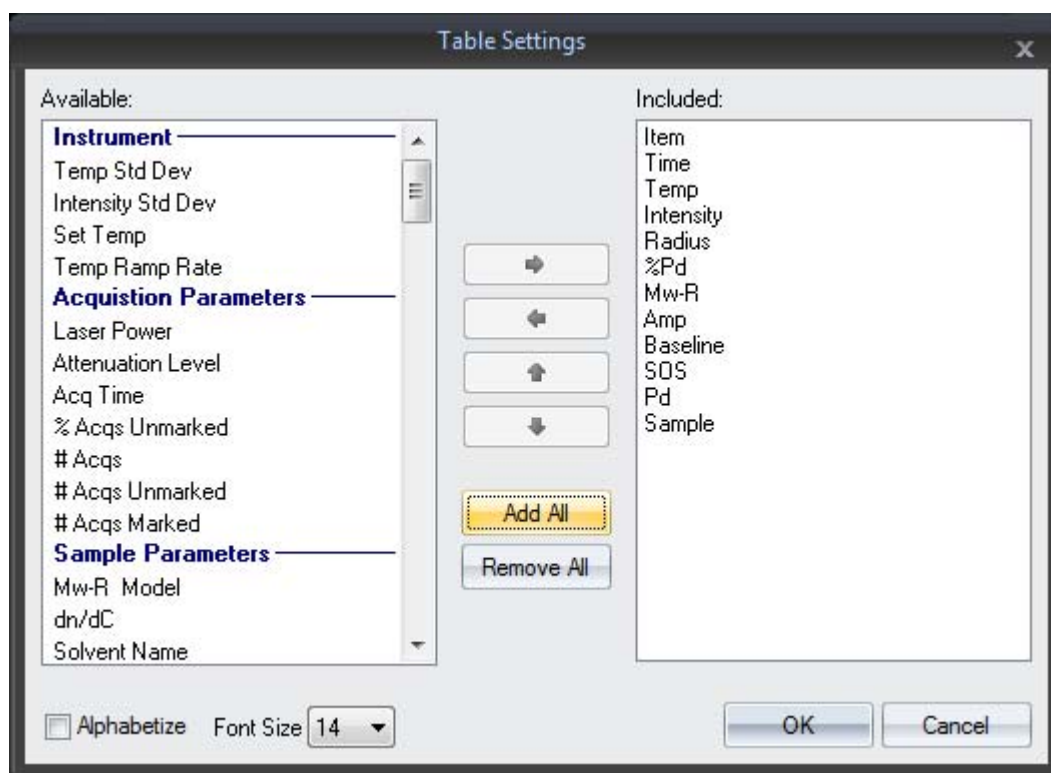 Table Settings
x
Available:
Instrument
Temp Std Dev
Intensity Std Dev
Set Temp
Temp Ramp Rate
Acquistion Parameters
Laser Power
Attenuation Level
Acq Time
% Acqs Unmarked
# Acqs
# Acqs Unmarked
# Acqs Marked
Sample Parameters
Mw-R Model
dn/dC
Solvent Name
Add All
Remove All
Included:
Item
Time
Temp
Intensity
Radius
%Pd
Mw-R
Amp
Baseline
SOS
Pd
Sample
Alphabetize
Font Size 14
OK
Cancel